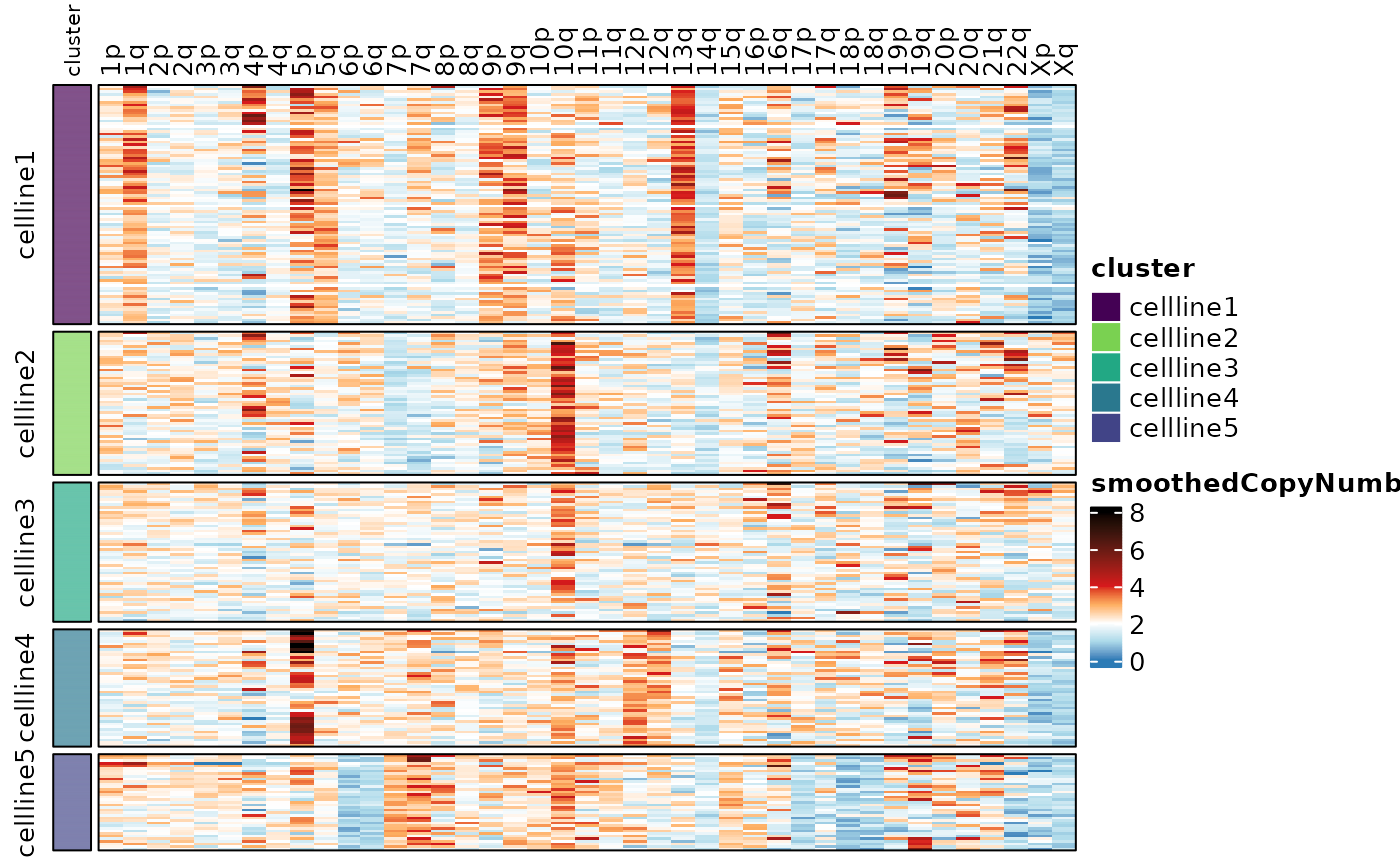 cluster 1p 1q 2p 2q 3p 3q 4p 4q 5p 5q 6p 6q 7p 7q 8p 8q 9p 9q 10p 10q 11p 11q 12p 12q 13q 14q 15q 16p 16q 17p 17q 18p 18q 19p 19q 20p 20q 21q 22q Xp Xq
cellline1
cellline2
cellline3
cellline4
cellline5
cluster
cellline1
cellline2
cellline3
cellline4
cellline5
smoothedCopyNumb
8
6
4
2
0